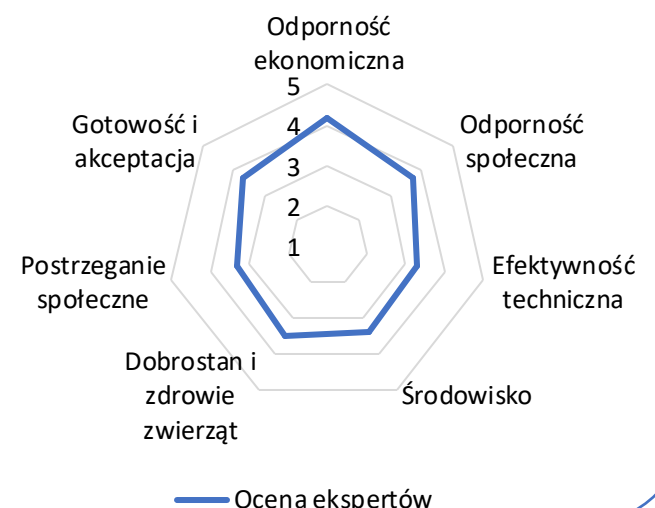 Odporność
ekonomiczna
Odporność
społeczna
Efektywność
techniczna
Środowisko
Dobrostan i
zdrowie
zwierząt
Postrzeganie
społeczne
Gotowość i
akceptacja
5
4
3
2
1
Ocena ekspertów